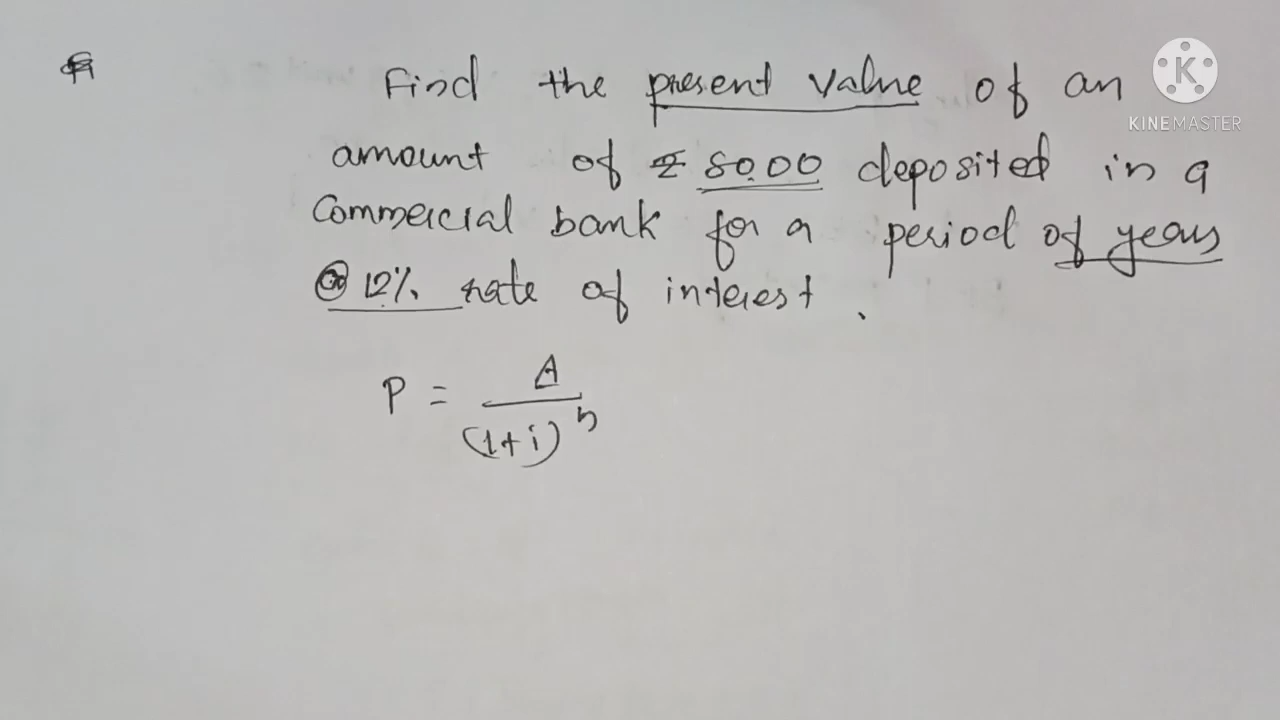 Find the present value of an
amount of ₹ 8000 deposited in a
Commercial bank for a period of years
@ 12% rate of interest.
P = A / (1+i)^n
K
KINEMASTER